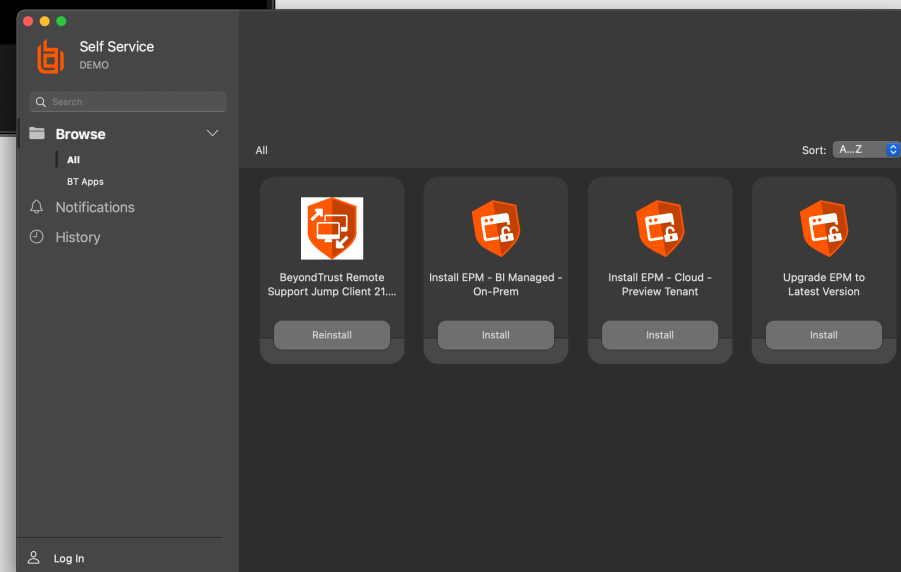 Self Service
DEMO
Search
Browse
All
BT Apps
Notifications
History
Log In
All
Sort: A...Z
BeyondTrust Remote
Support Jump Client 21....
Reinstall
Install EPM - BI Managed -
On-Prem
Install
Install EPM - Cloud -
Preview Tenant
Install
Upgrade EPM to
Latest Version
Install